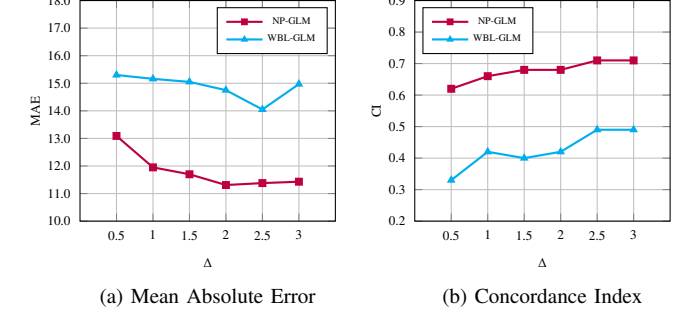 18.0
17.0
16.0
15.0
14.0
13.0
12.0
11.0
10.0
MAE
NP-GLM
WBL-GLM
0.5 1 1.5 2 2.5 3
Δ
(a) Mean Absolute Error
0.9
0.8
0.7
0.6
0.5
0.4
0.3
0.2
CI
NP-GLM
WBL-GLM
0.5 1 1.5 2 2.5 3
Δ
(b) Concordance Index